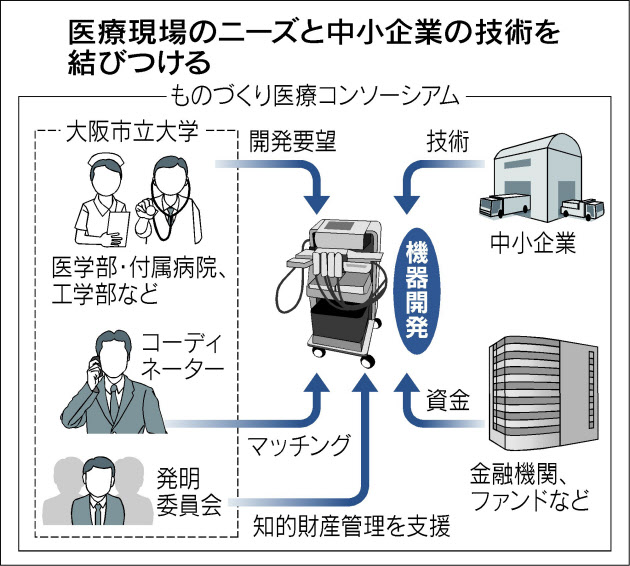 医療現場のニーズと中小企業の技術を
結びつける
ものづくり医療コンソーシアム
大阪市立大学
開発要望
技術
医学部・付属病院、
工学部など
中小企業
機器開発
コーディ
ネーター
マッチング
資金
金融機関、
ファンドなど
発明
委員会
知的財産管理を支援